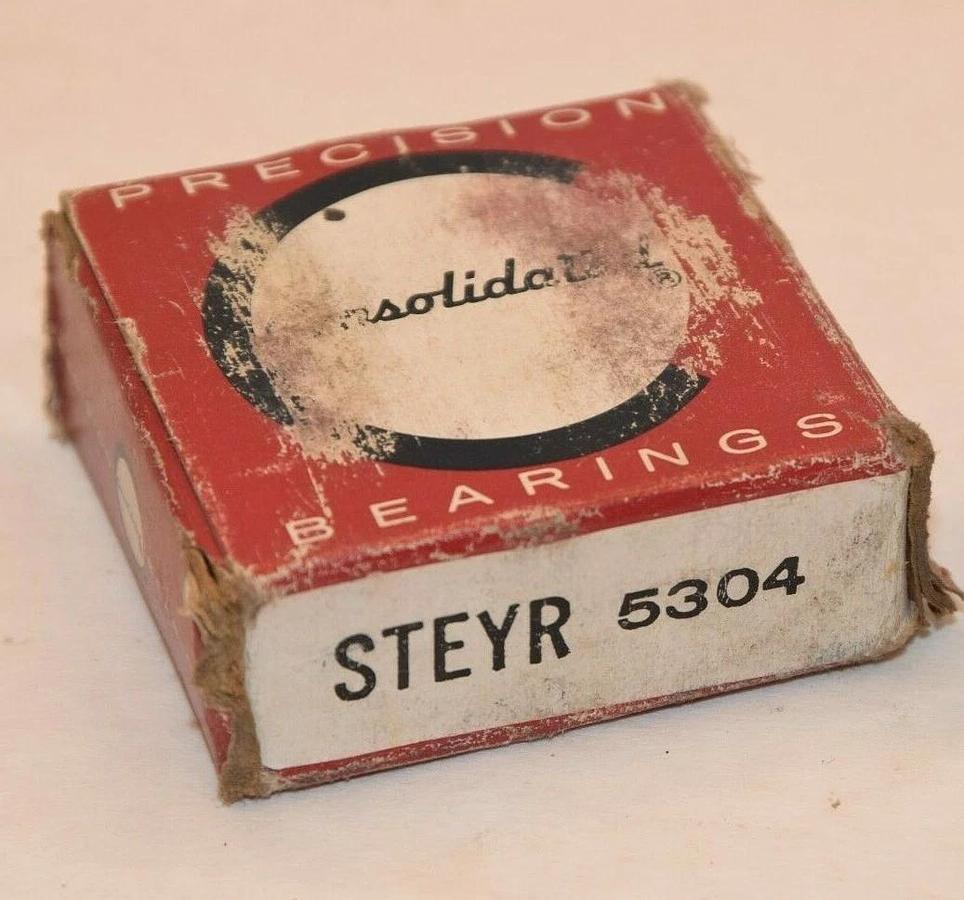 PRECISION
®
BEARINGS
STEYR 5304